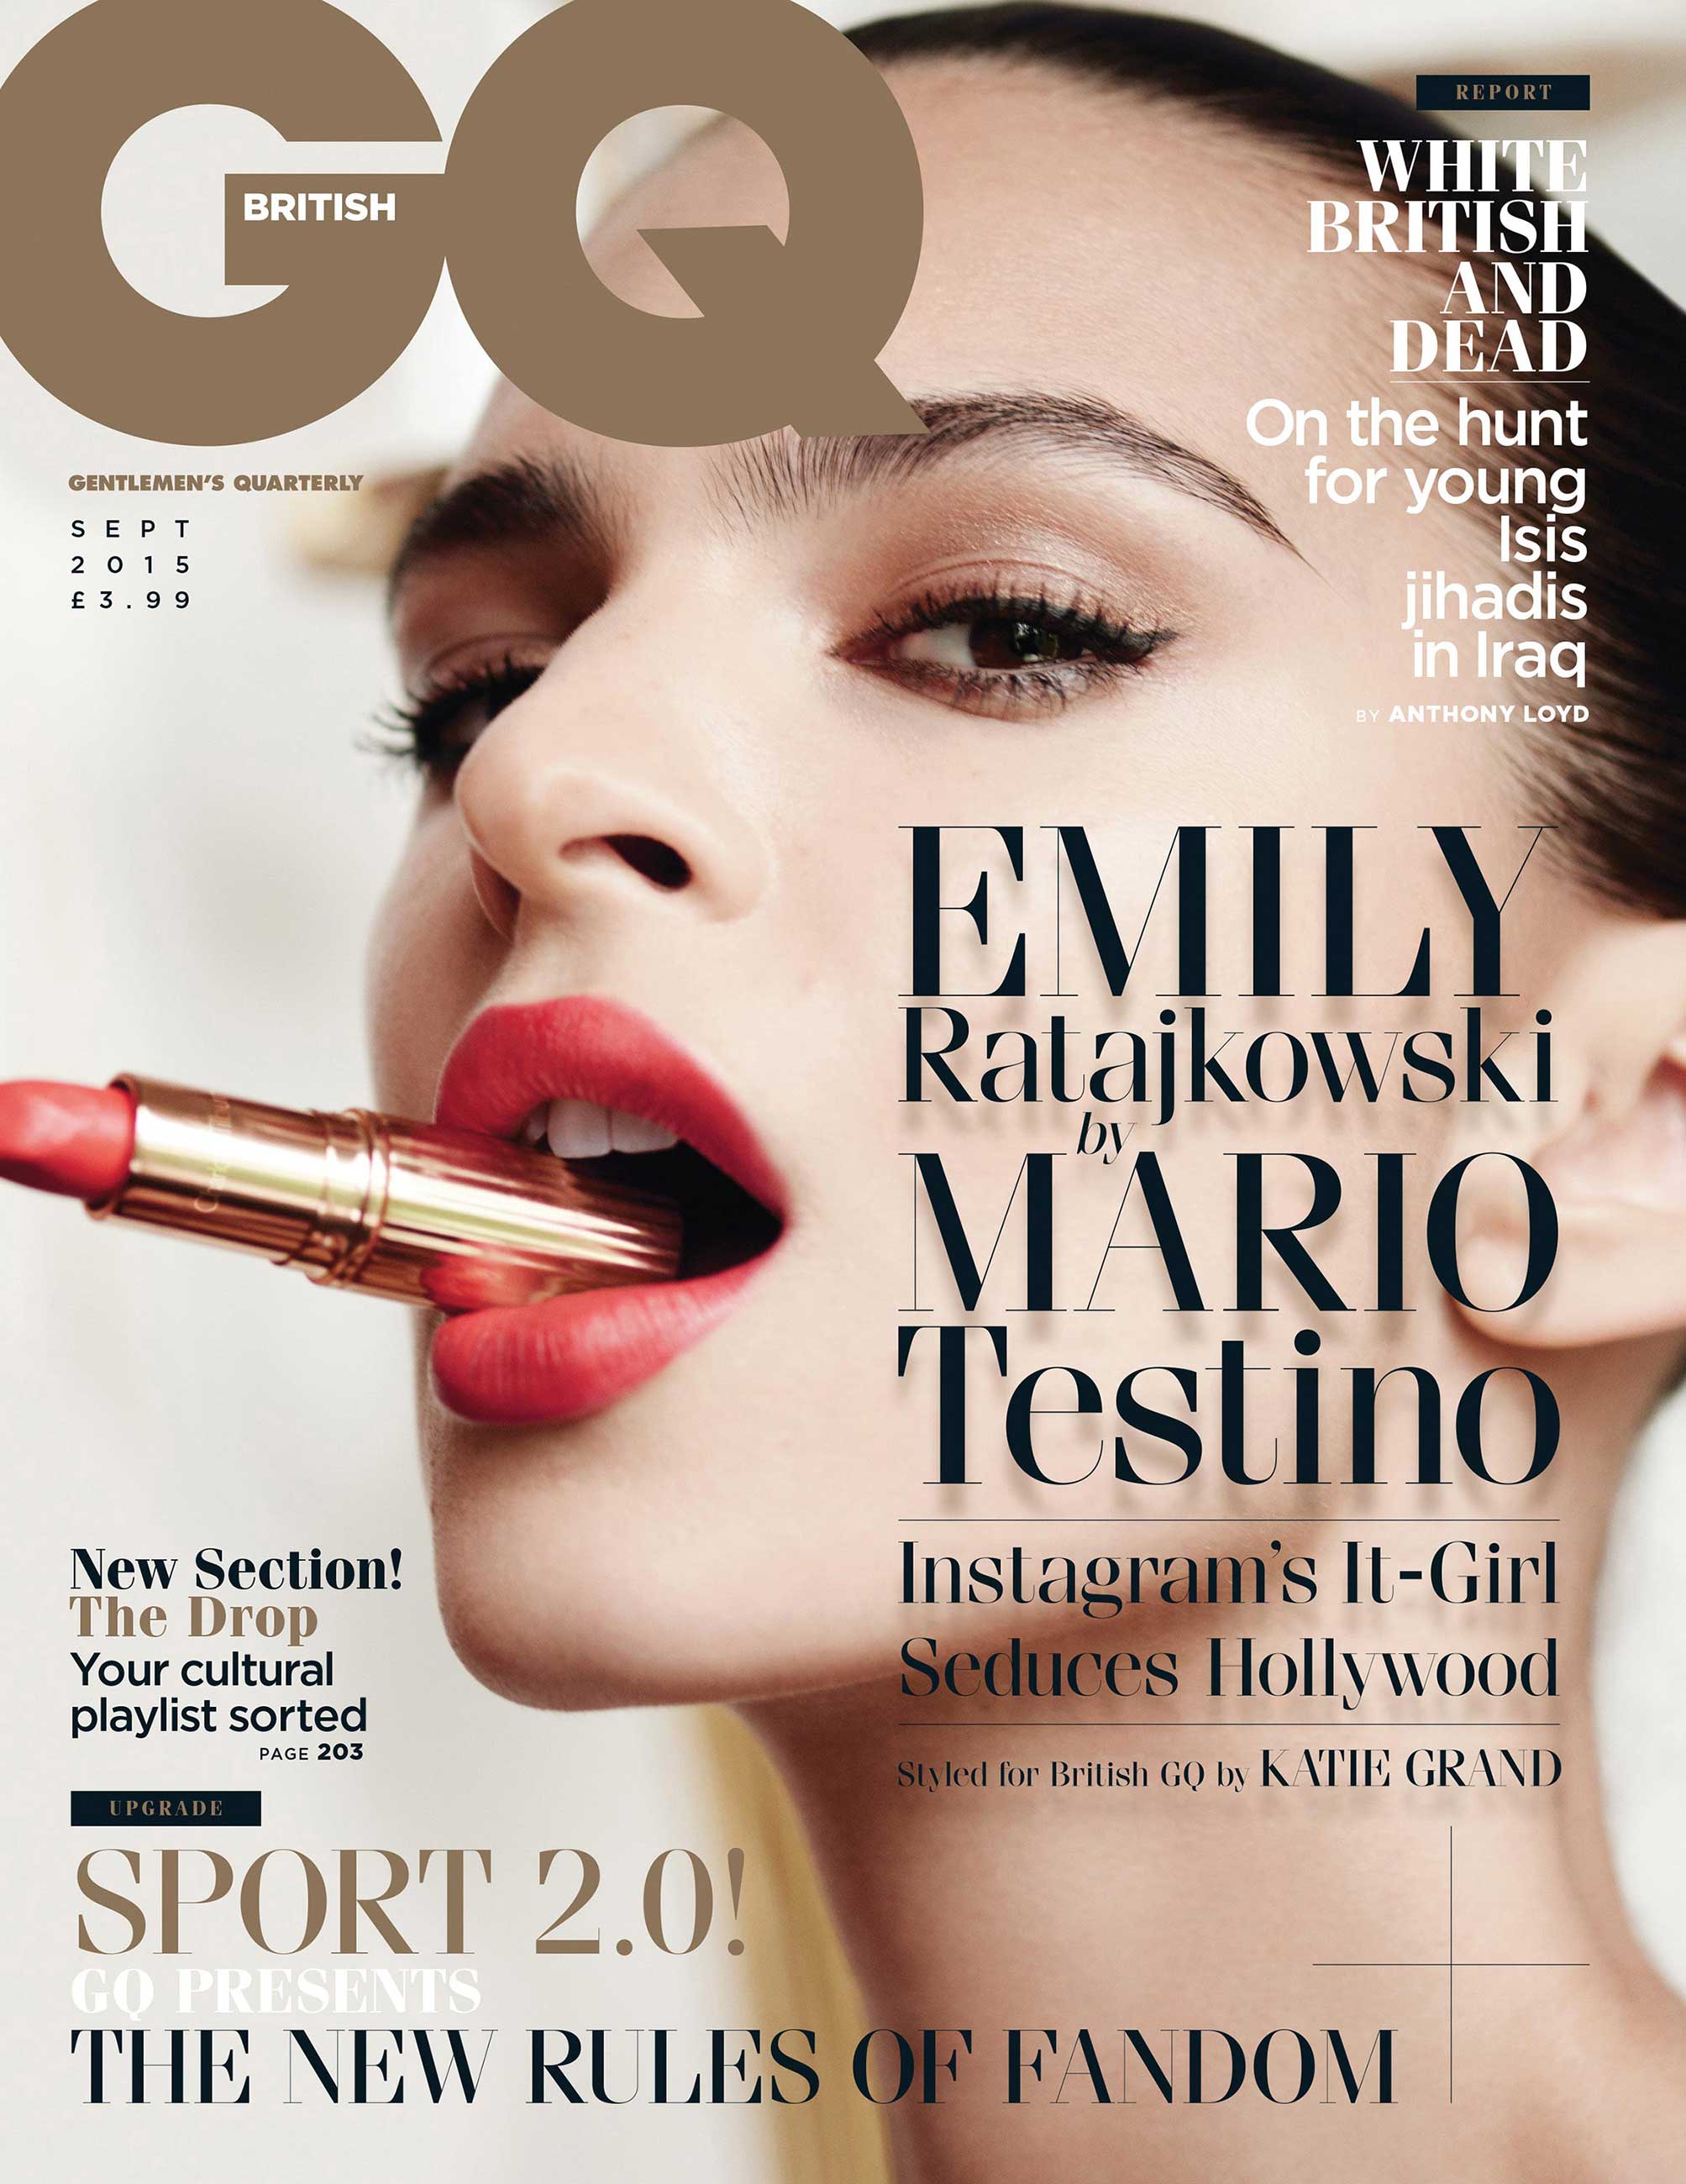 GQ
BRITISH
GENTLEMEN'S QUARTERLY
SEPT
2015
£3.99
REPORT
WHITE
BRITISH
AND
DEAD
On the hunt
for young
Isis
jihadis
in Iraq
BY ANTHONY LOYD
EMILY
Ratajkowski
by
MARIO
Testino
Instagram's It-Girl
Seduces Hollywood
Styled for British GQ by KATIE GRAND
New Section!
The Drop
Your cultural
playlist sorted
PAGE 203
UPGRADE
SPORT 2.0!
GQ PRESENTS
THE NEW RULES OF FANDOM